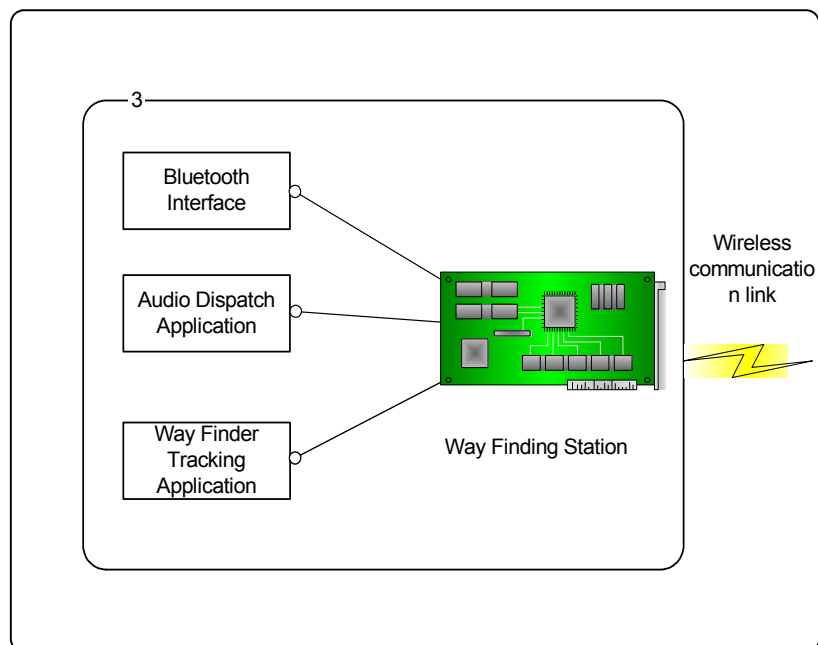 3
Bluetooth
Interface
Audio Dispatch
Application
Way Finder
Tracking
Application
Way Finding Station
Wireless
communicatio
n link